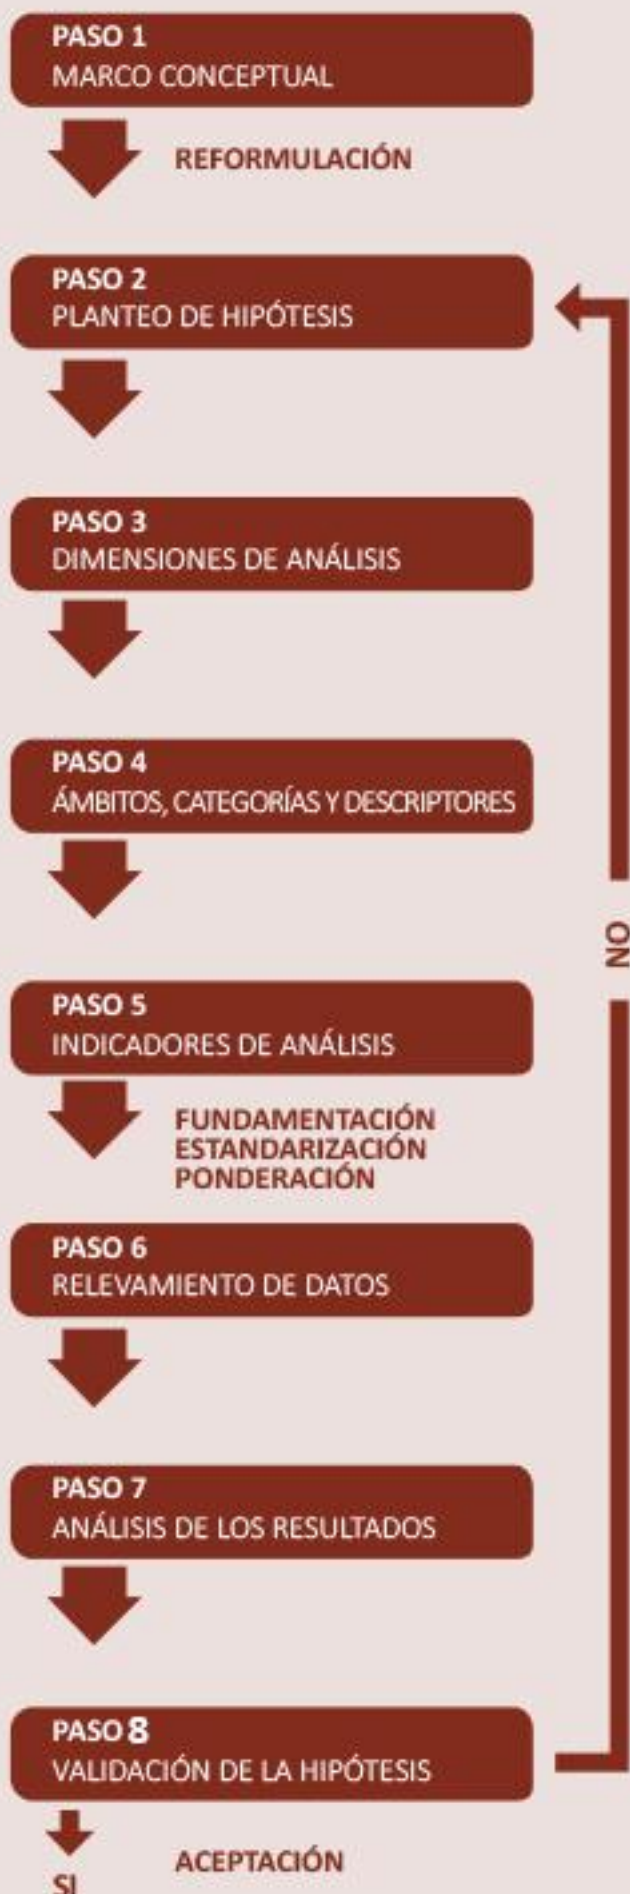 PASO 1
MARCO CONCEPTUAL
REFORMULACIÓN
PASO 2
PLANTEO DE HIPÓTESIS
PASO 3
DIMENSIONES DE ANÁLISIS
PASO 4
ÁMBITOS, CATEGORÍAS Y DESCRIPTORES
NO
PASO 5
INDICADORES DE ANÁLISIS
FUNDAMENTACIÓN
ESTANDARIZACIÓN
PONDERACIÓN
PASO 6
RELEVAMIENTO DE DATOS
PASO 7
ANÁLISIS DE LOS RESULTADOS
PASO 8
VALIDACIÓN DE LA HIPÓTESIS
ACEPTACIÓN
SI